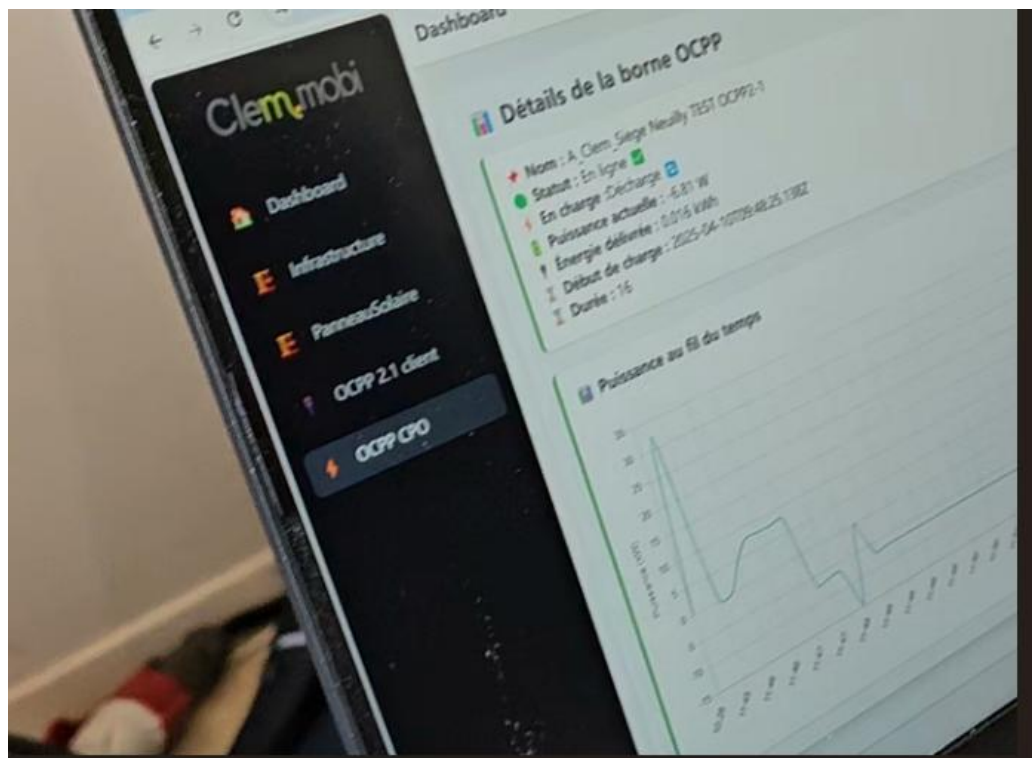 Dashboard
Clem.mobi
Dashboard
Infrastructure
PanneauSolaire
OCPP 2.1 client
OCPP CPO
Détails de la borne OCPP
Nom : A_Clem_Siège Neuilly TEST OCPP2-1
Statut : En ligne
En charge :Décharge
Puissance actuelle : -6.81 W
Énergie délivrée : 0.016 kWh
Début de charge : 2025-04-10T09:48:25.138Z
Durée : 16
Puissance au fil du temps